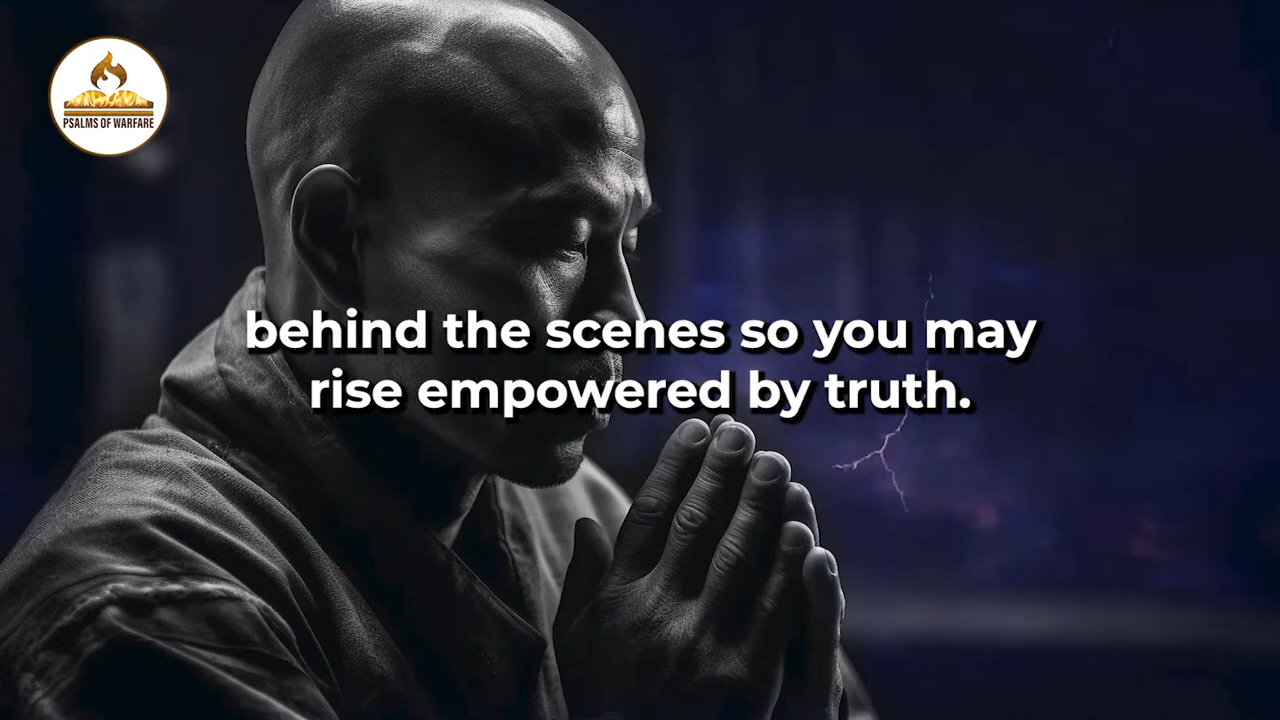 PSALMS OF WARFARE
behind the scenes so you may
rise empowered by truth.